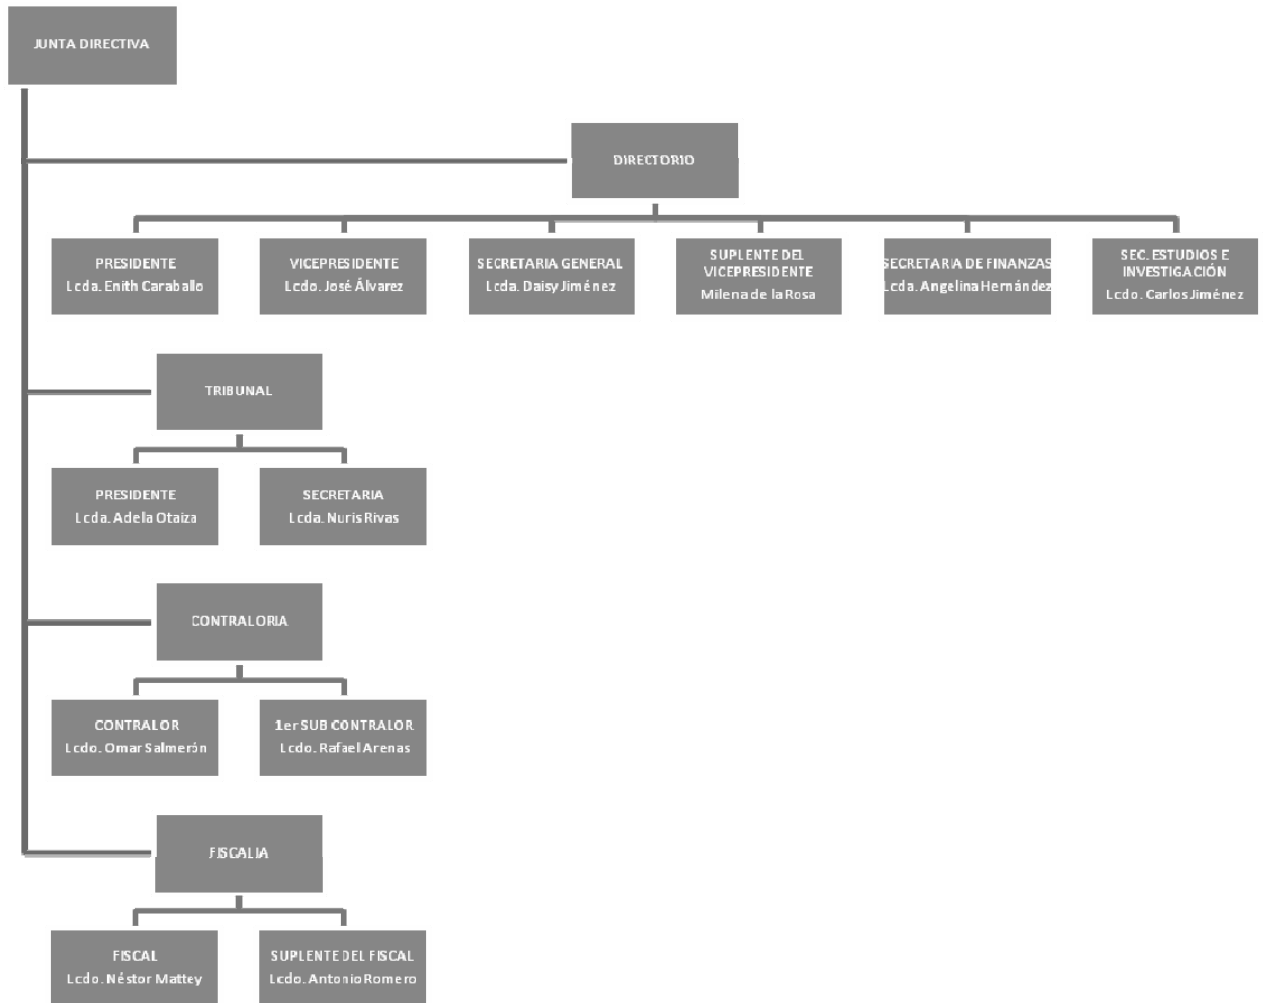 JUNTA DIRECTIVA
DIRECTORIO
PRESIDENTE
Lcda. Enith Caraballo
VICEPRESIDENTE
Lcdo. José Álvarez
SECRETARIA GENERAL
Lcda. Daisy Jiménez
SUPLENTE DEL
VICEPRESIDENTE
Milena de la Rosa
SECRETARIA DE FINANZAS
Lcda. Angelina Hernández
SEC. ESTUDIOS E
INVESTIGACIÓN
Lcdo. Carlos Jiménez
TRIBUNAL
PRESIDENTE
Lcda. Adela Otaiza
SECRETARIA
Lcda. Nuris Rivas
CONTRALORIA
CONTRALOR
Lcdo. Omar Salmerón
1er SUB CONTRALOR
Lcdo. Rafael Arenas
FISCALIA
FISCAL
Lcdo. Néstor Mattey
SUPLENTE DEL FISCAL
Lcdo. Antonio Romero